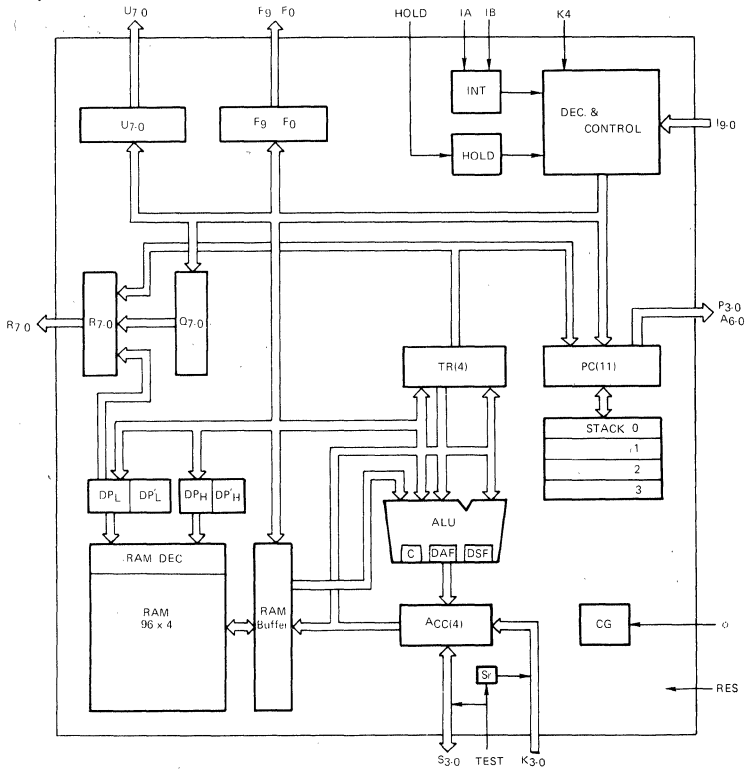 U7-0 F9 F0 HOLD IA IB K4
INT
DEC. &
CONTROL
U7-0 F9 F0
I9-0
HOLD
R7-0 R7-0 Q7-0
P3-0
A6-0
TR(4) PC(11)
STACK 0
1
2
3
DPL DP'L DPH DP'H
ALU
C DAF DSF
RAM DEC
RAM
96 x 4
RAM
Buffer
ACC(4)
CG
φ
Sr
RES
S3-0 TEST K3-0